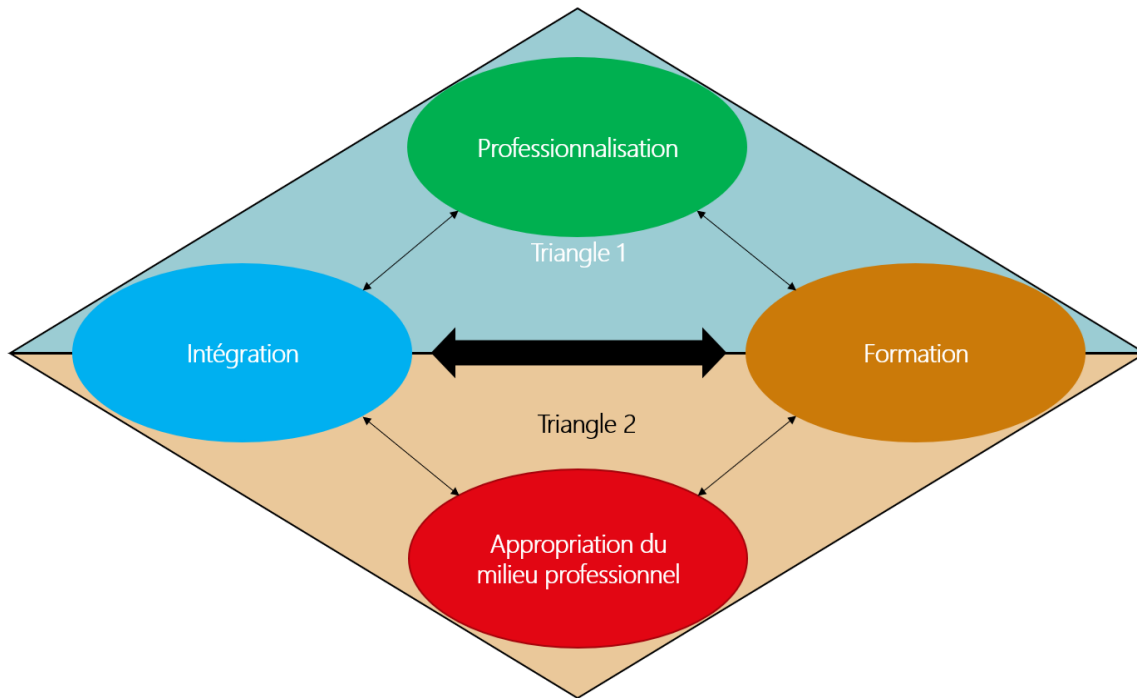 Professionnalisation
Triangle 1
Intégration
Formation
Triangle 2
Appropriation du
milieu professionnel